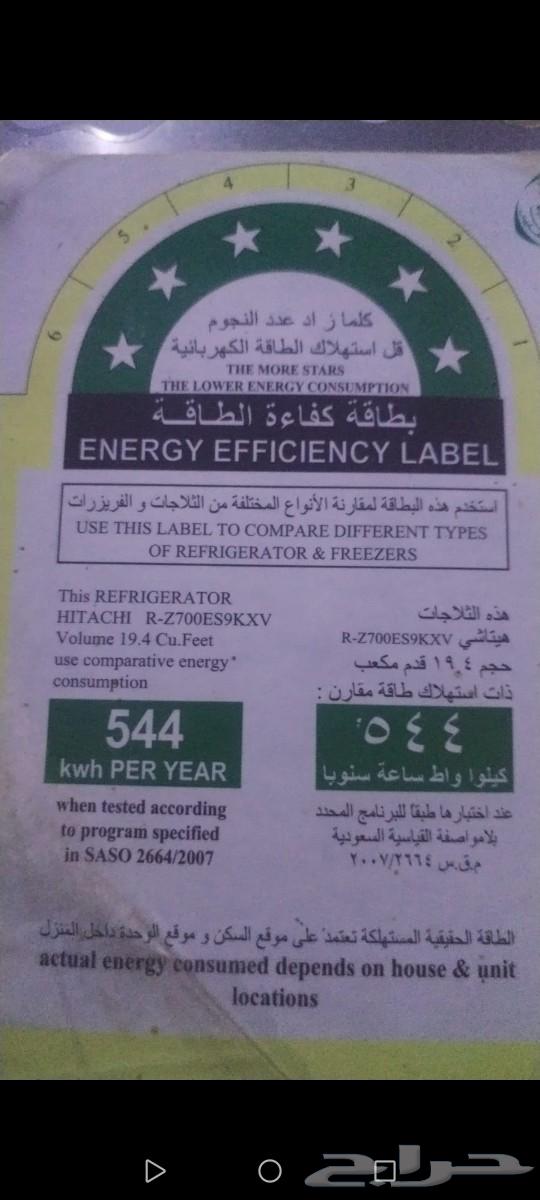 6
5
4
3
2
1
كلما زاد عدد النجوم
قل استهلاك الطاقة الكهربائية
THE MORE STARS
THE LOWER ENERGY CONSUMPTION
بطاقة كفاءة الطاقة
ENERGY EFFICIENCY LABEL
استخدم هذه البطاقة لمقارنة الأنواع المختلفة من الثلاجات و الفريزرات
USE THIS LABEL TO COMPARE DIFFERENT TYPES
OF REFRIGERATOR & FREEZERS
This REFRIGERATOR
HITACHI R-Z700ES9KXV
Volume 19.4 Cu.Feet
use comparative energy
consumption
544
kwh PER YEAR
when tested according
to program specified
in SASO 2664/2007
هذه الثلاجات
هيتاشي R-Z700ES9KXV
حجم ١٩,٤ قدم مكعب
ذات استهلاك طاقة مقارن :
٥٤٤
كيلوا واط ساعة سنويا
عند اختبارها طبقا للبرنامج المحدد
بلامواصفة القياسية السعودية
م.ق.س ٢٠٠٧/٢٦٦٤
الطاقة الحقيقية المستهلكة تعتمد على موقع السكن و موقع الوحدة داخل المنزل
actual energy consumed depends on house & unit
locations
حراج